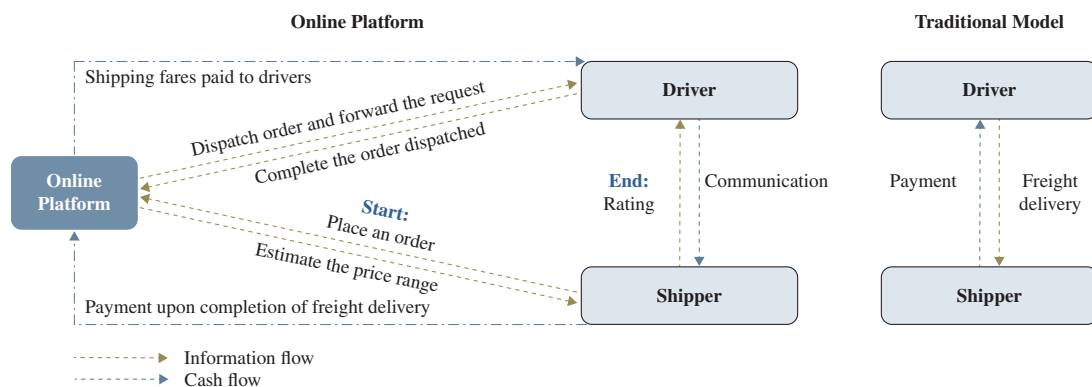 Online Platform
Traditional Model
Shipping fares paid to drivers
Driver
Dispatch order and forward the request
Complete the order dispatched
Online
Platform
Start:
Place an order
Estimate the price range
End:
Rating
Communication
Shipper
Payment upon completion of freight delivery
Driver
Payment
Freight
delivery
Shipper
Information flow
Cash flow